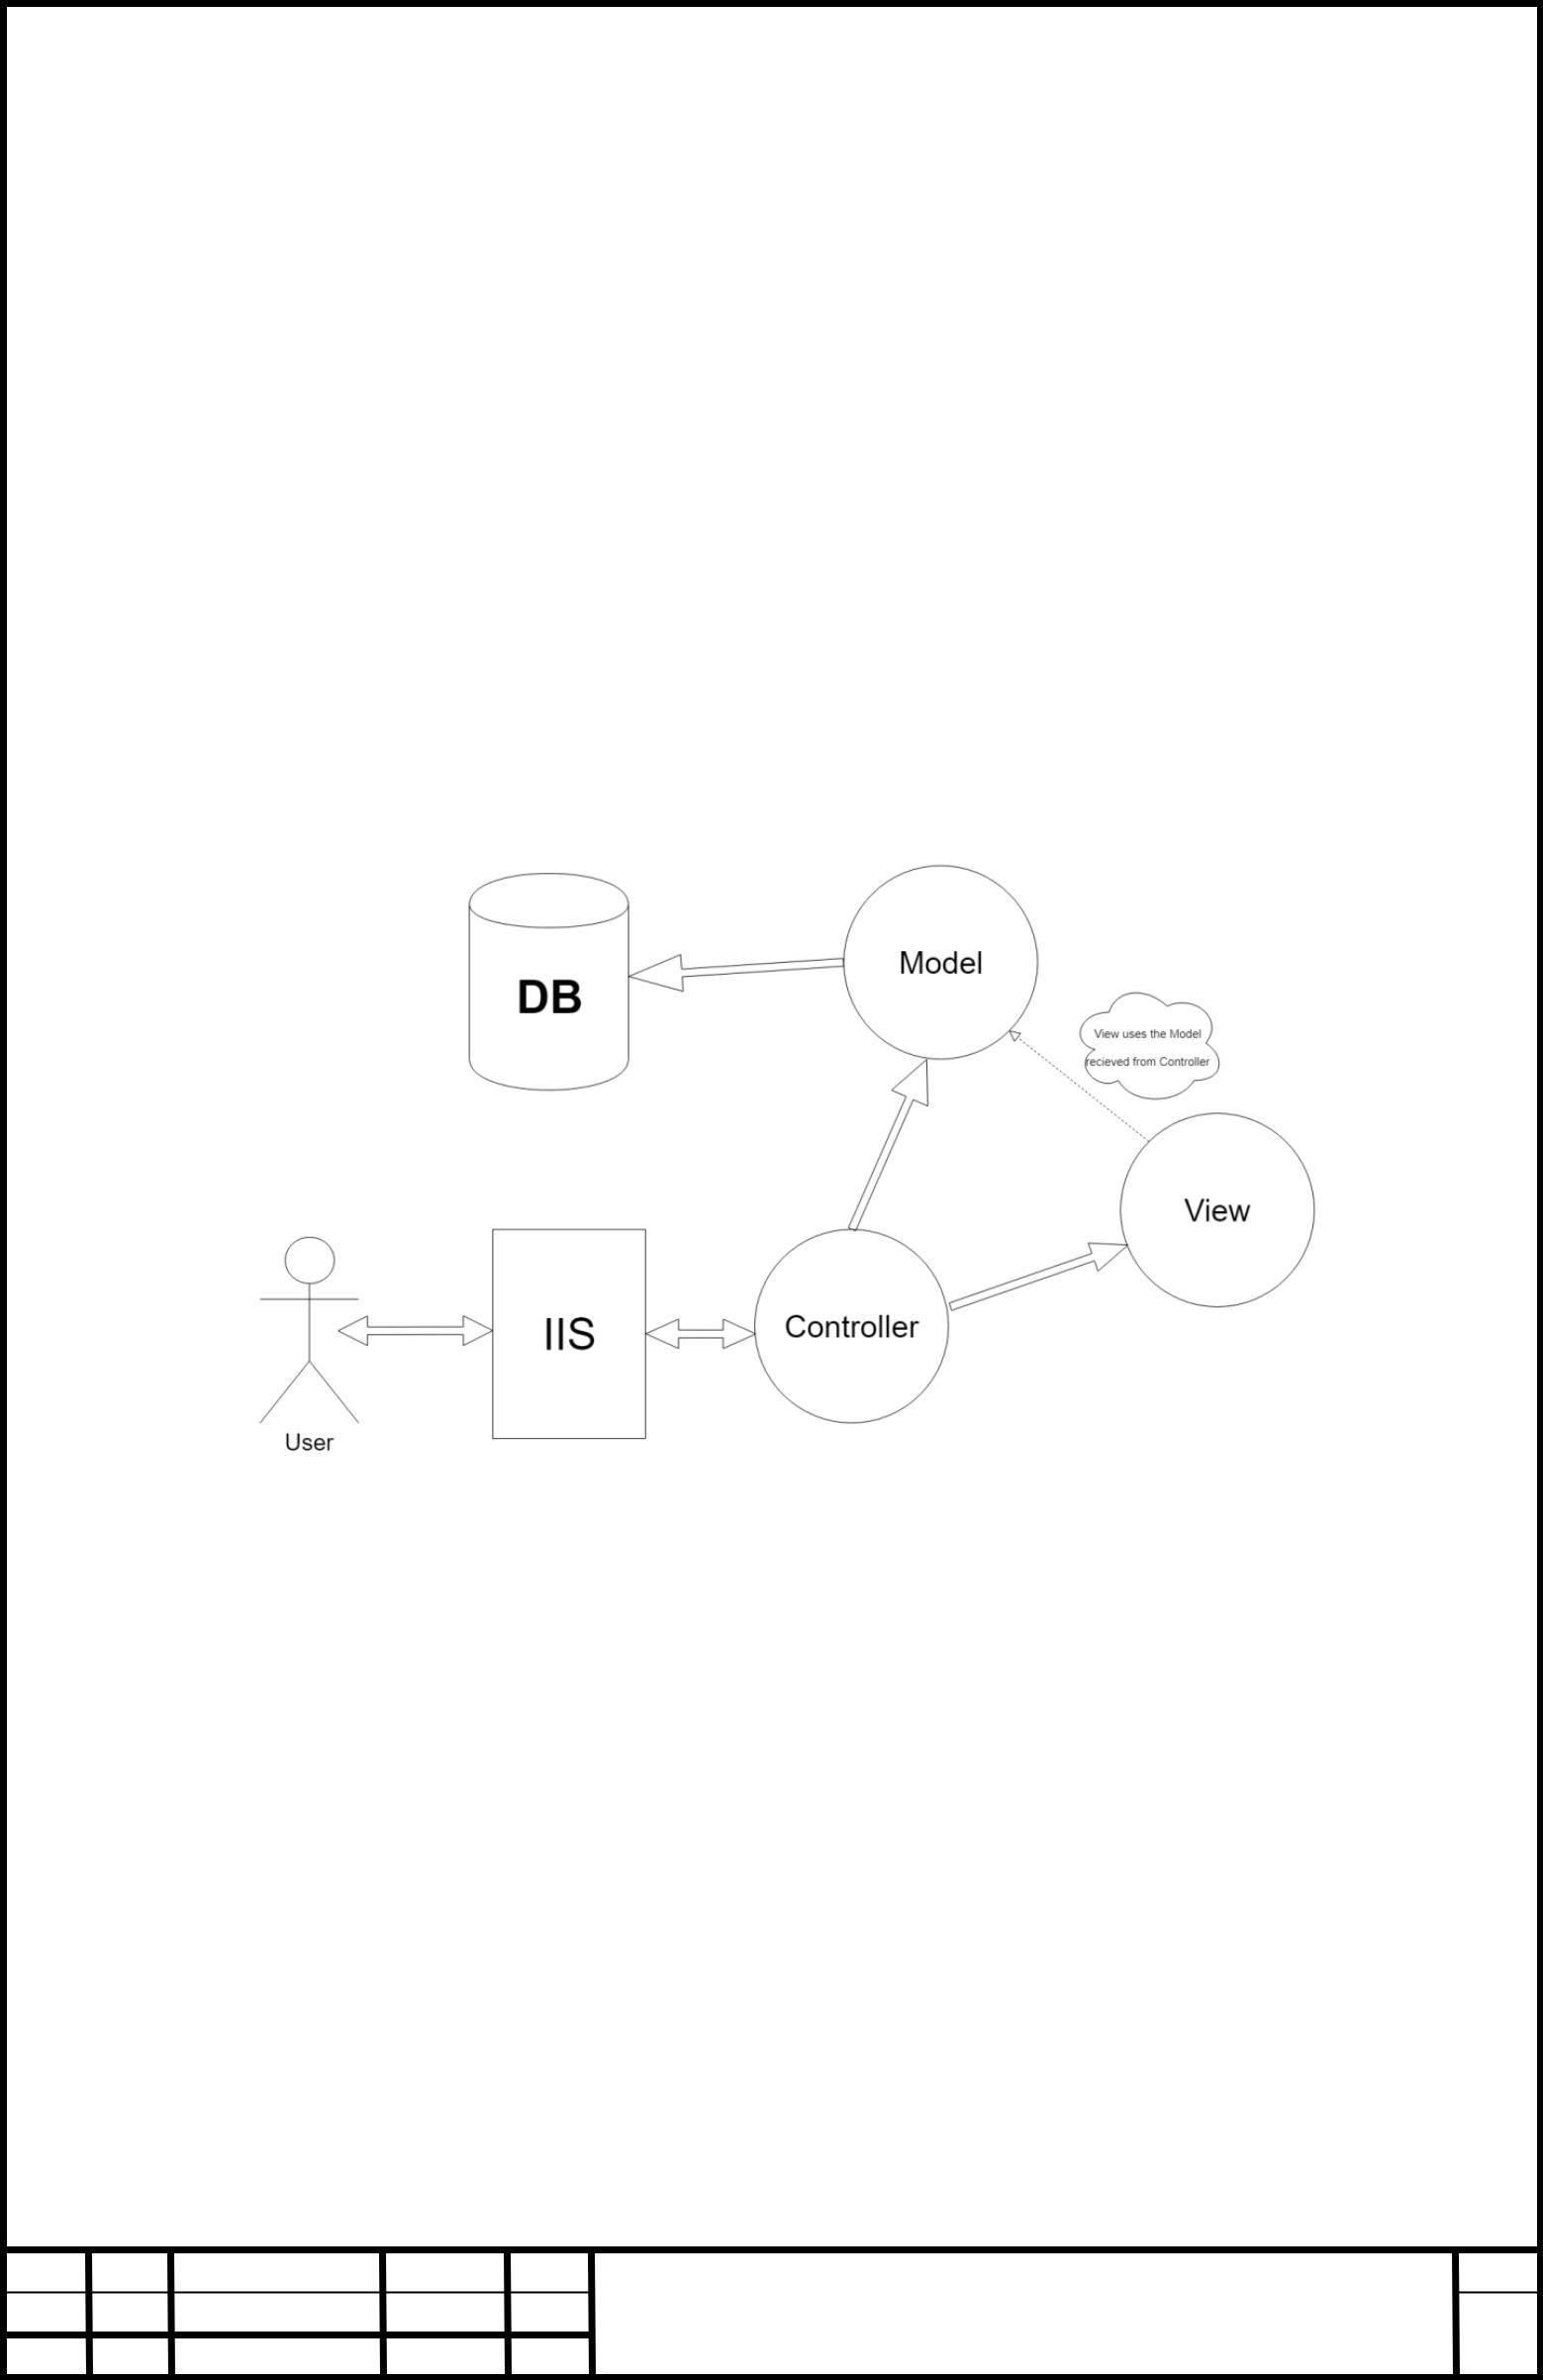 DB
Model
View uses the Model
recieved from Controller
View
IIS
Controller
User